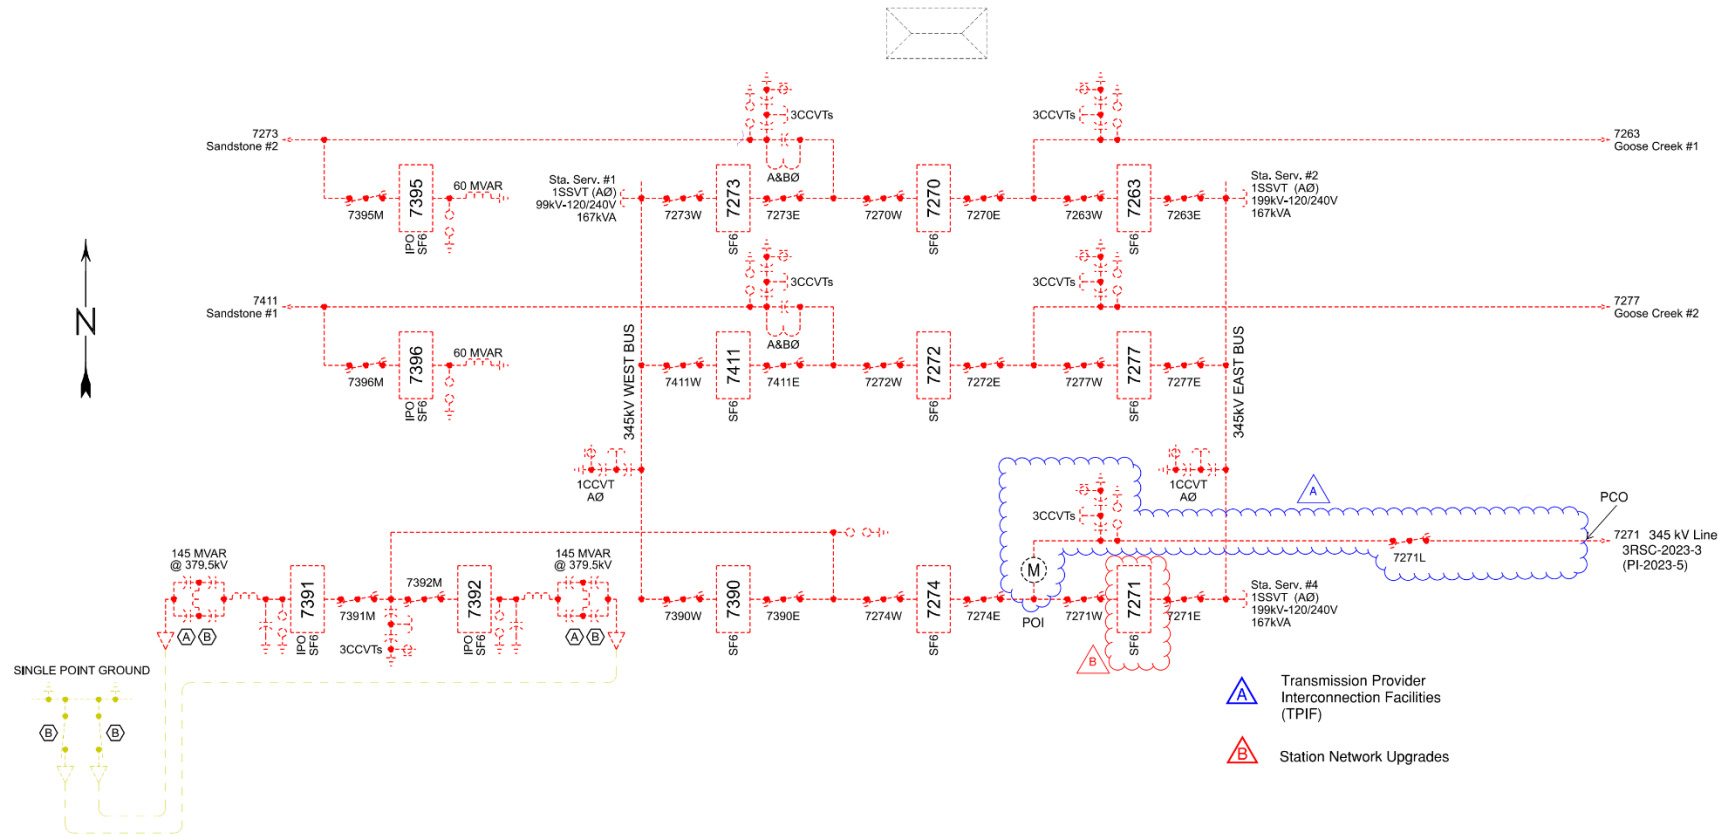 3CCVTs
3CCVTs
7273
Sandstone #2
7263
Goose Creek #1
7395M
7395
IPO
SF6
60 MVAR
Sta. Serv. #1
1SSVT (AØ)
99kV-120/240V
167kVA
7273W
7273
SF6
7273E
A&BØ
7270W
7270
SF6
7270E
7263W
7263
SF6
7263E
Sta. Serv. #2
1SSVT (AØ)
199kV-120/240V
167kVA
N
3CCVTs
3CCVTs
7411
Sandstone #1
7277
Goose Creek #2
7396M
7396
IPO
SF6
60 MVAR
345kV WEST BUS
7411W
7411
SF6
7411E
A&BØ
7272W
7272
SF6
7272E
7277W
7277
SF6
7277E
345kV EAST BUS
1CCVT
AØ
1CCVT
AØ
A
PCO
3CCVTs
7271L
7271 345 kV Line
3RSC-2023-3
(PI-2023-5)
145 MVAR
@ 379.5kV
A
B
7391
IPO
SF6
7391M
7392M
3CCVTs
7392
IPO
SF6
145 MVAR
@ 379.5kV
A
B
7390W
7390
SF6
7390E
7274W
7274
SF6
7274E
M
POI
7271W
7271
SF6
7271E
Sta. Serv. #4
1SSVT (AØ)
199kV-120/240V
167kVA
B
SINGLE POINT GROUND
B
B
A
Transmission Provider
Interconnection Facilities
(TPIF)
B
Station Network Upgrades